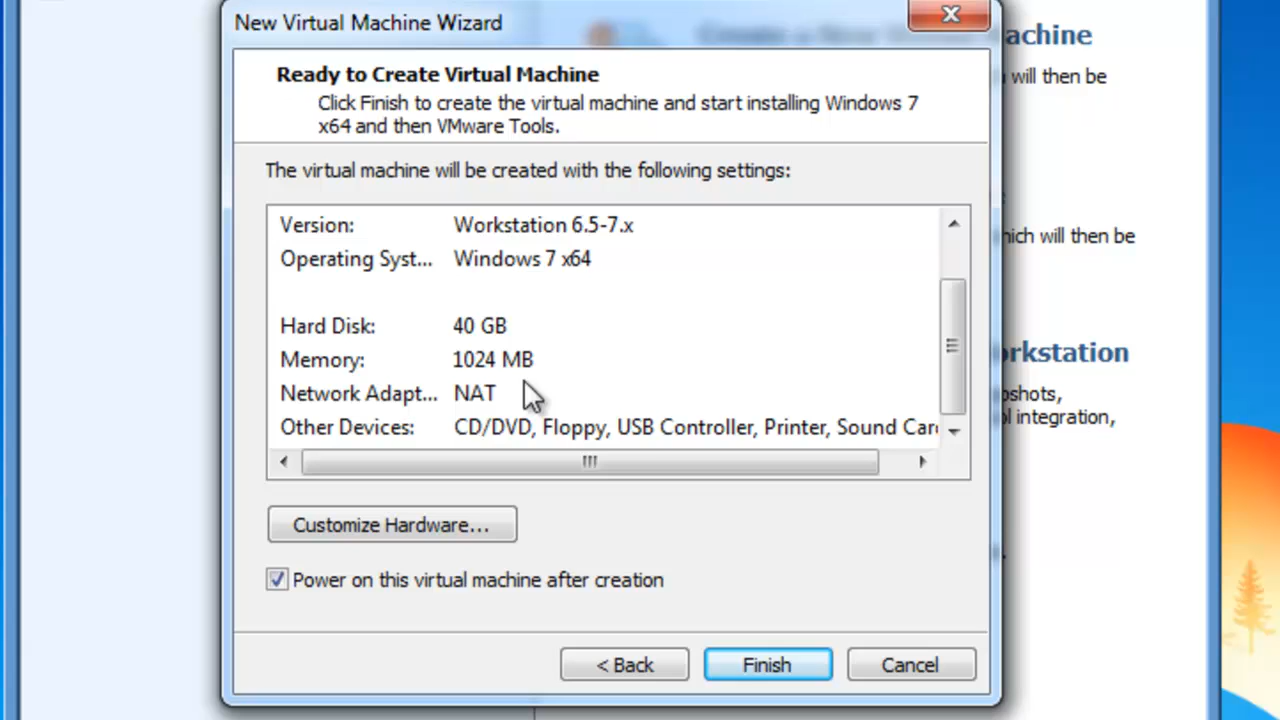 New Virtual Machine Wizard
Ready to Create Virtual Machine
Click Finish to create the virtual machine and start installing Windows 7
x64 and then VMware Tools.
The virtual machine will be created with the following settings:
Version: Workstation 6.5-7.x
Operating Syst... Windows 7 x64
Hard Disk: 40 GB
Memory: 1024 MB
Network Adapt... NAT
Other Devices: CD/DVD, Floppy, USB Controller, Printer, Sound Car
Customize Hardware...
Power on this virtual machine after creation
< Back
Finish
Cancel
achine
will then be
hich will then be
rkstation
pshots,
ol integration,